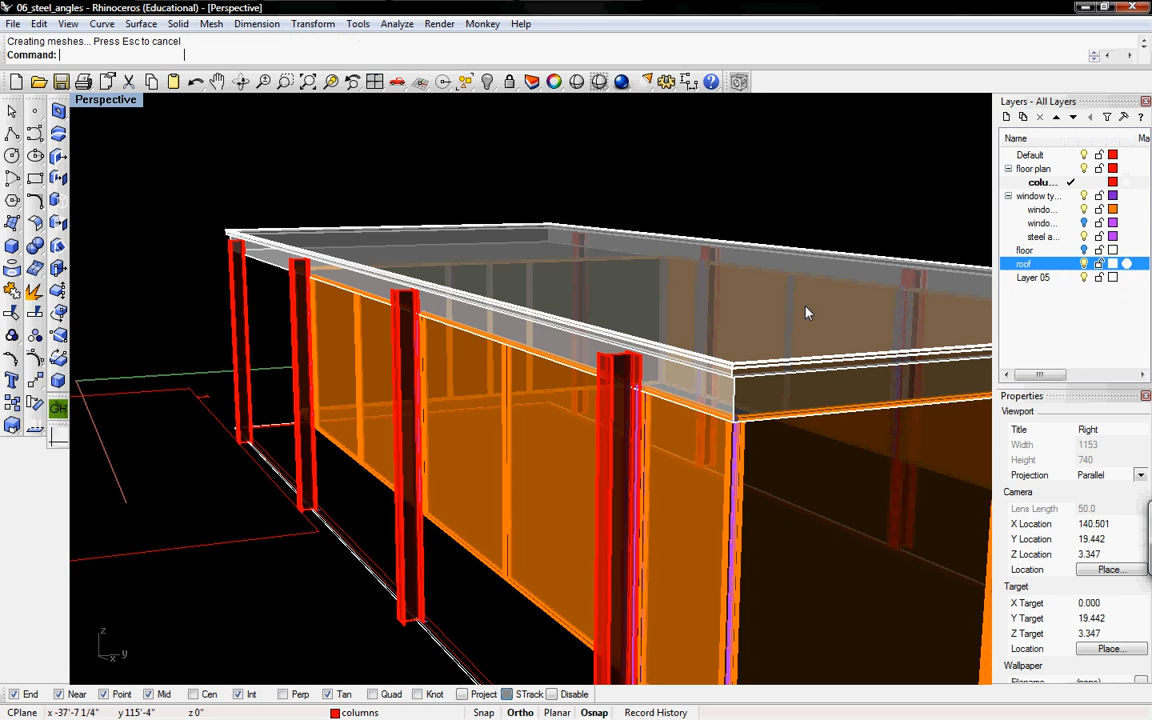 06_steel_angles - Rhinoceros (Educational) - [Perspective]
File Edit View Curve Surface Solid Mesh Dimension Transform Tools Analyze Render Monkey Help
Creating meshes... Press Esc to cancel
Command:
Perspective
Layers - All Layers
Name Ma
Default
floor plan
colu...
window ty...
windo...
windo...
steel a...
floor
roof
Layer 05
GH
Properties
Viewport
Title Right
Width 1153
Height 740
Projection Parallel
Camera
Lens Length 50.0
X Location 140.501
Y Location 19.442
Z Location 3.347
Location Place...
Target
X Target 0.000
Y Target 19.442
Z Target 3.347
Location Place...
Wallpaper
z
x y
End Near Point Mid Cen Int Perp Tan Quad Knot Project STrack Disable
CPlane x -37'-7 1/4" y 115'-4" z 0" columns Snap Ortho Planar Osnap Record History